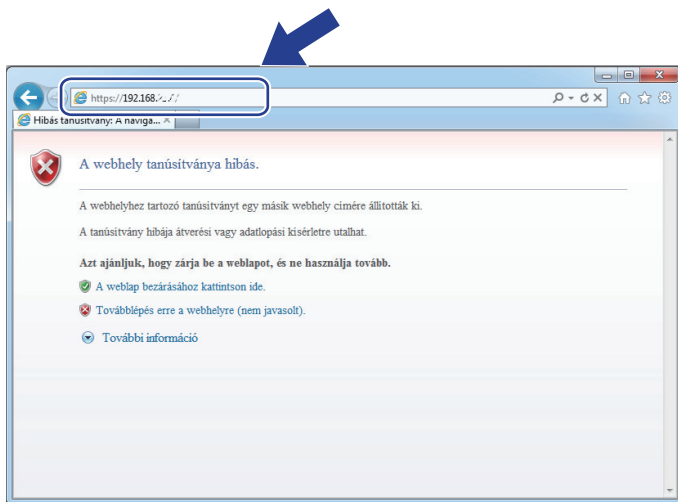 https://192.168.
Hibás tanúsítvány: A naviga...
A webhely tanúsítványa hibás.
A webhelyhez tartozó tanúsítványt egy másik webhely címére állították ki.
A tanúsítvány hibája átverési vagy adatlopási kísérletre utalhat.
Azt ajánljuk, hogy zárja be a weblapot, és ne használja tovább.
A weblap bezárásához kattintson ide.
Továbblépés erre a webhelyre (nem javasolt).
További információ